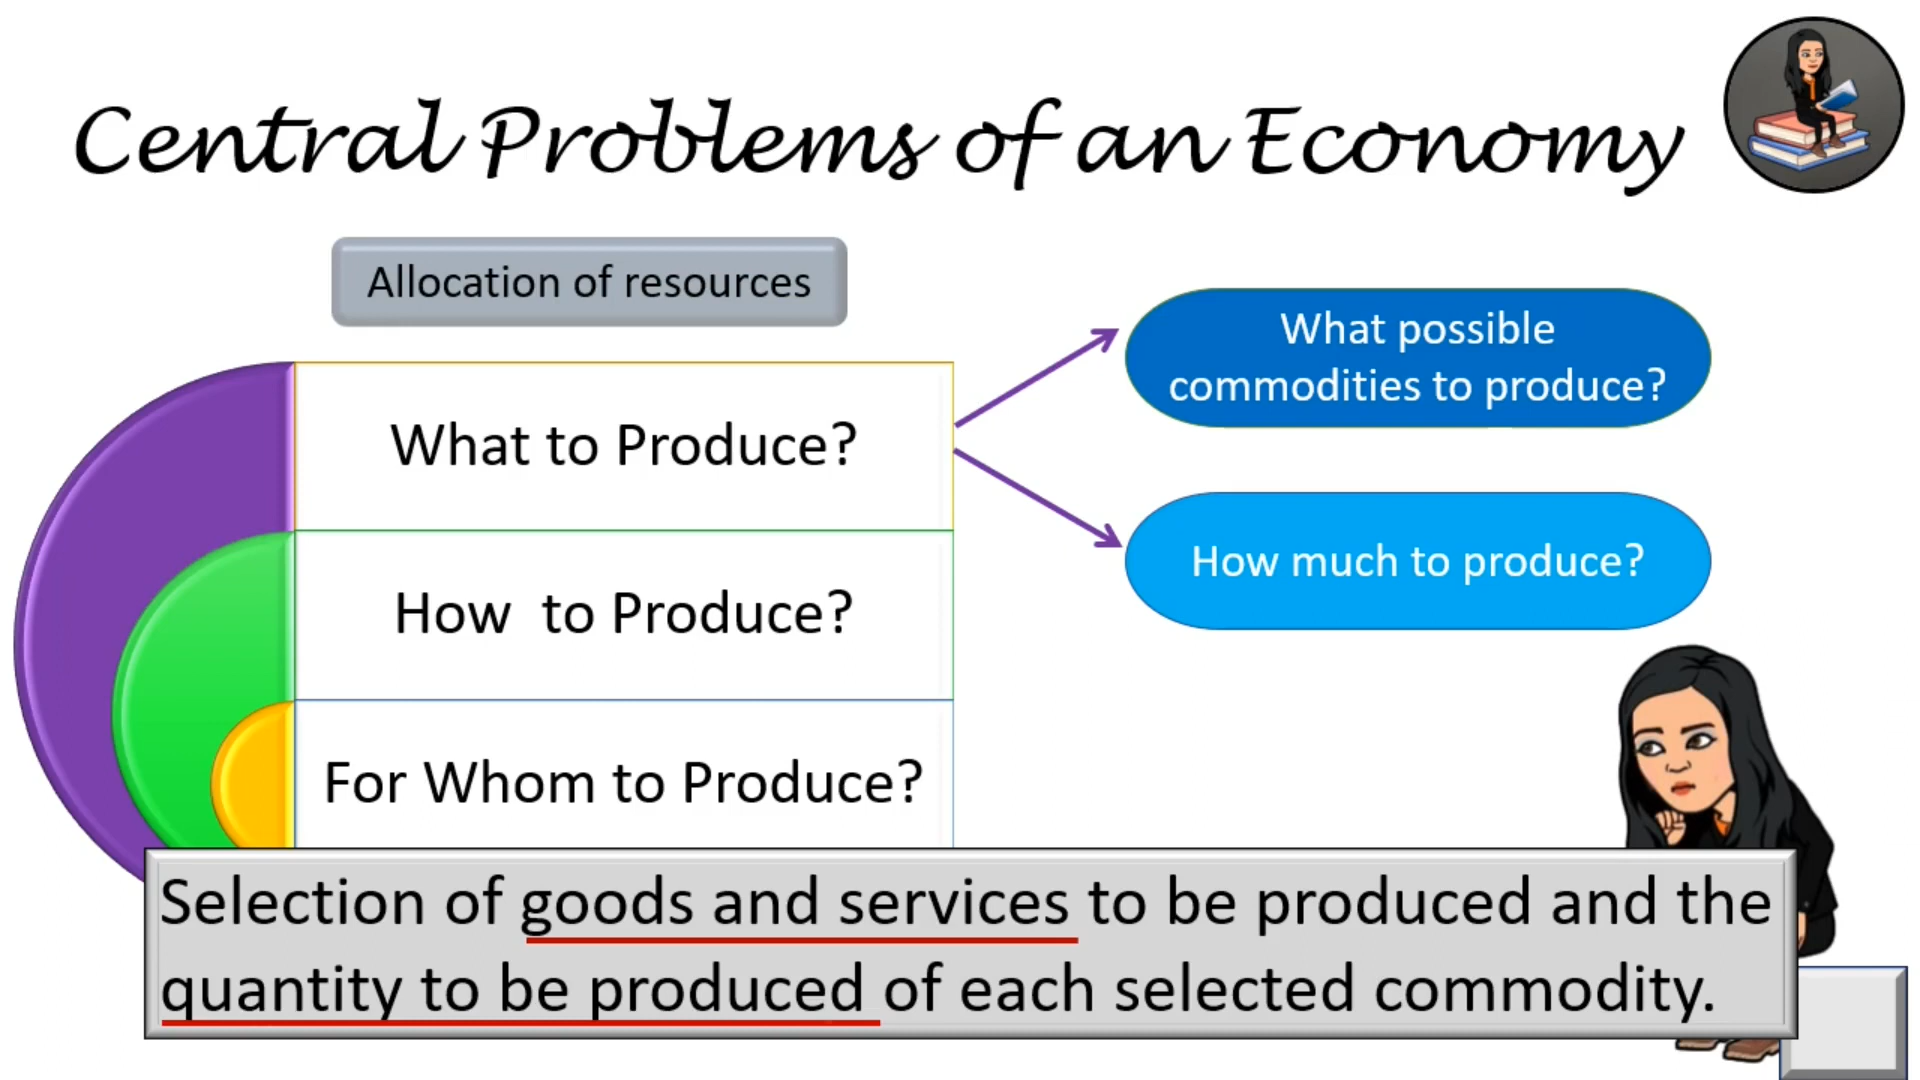 Central Problems of an Economy
Allocation of resources
What to Produce?
How to Produce?
For Whom to Produce?
What possible
commodities to produce?
How much to produce?
Selection of goods and services to be produced and the
quantity to be produced of each selected commodity.